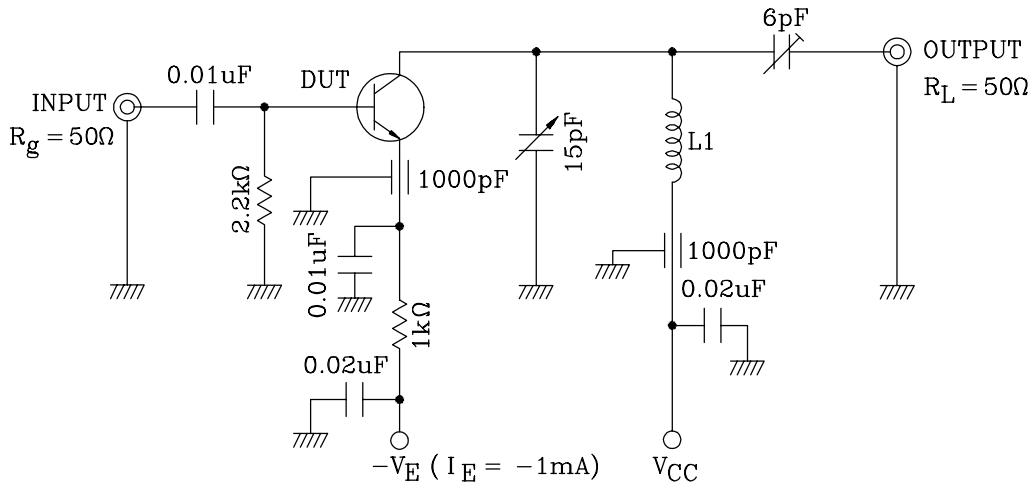 6pF
OUTPUT
R_L = 50Ω
0.01uF
DUT
INPUT
R_g = 50Ω
15pF
L1
2.2kΩ
1000pF
0.01uF
1000pF
0.02uF
1kΩ
0.02uF
-V_E ( I_E = -1mA)
V_CC